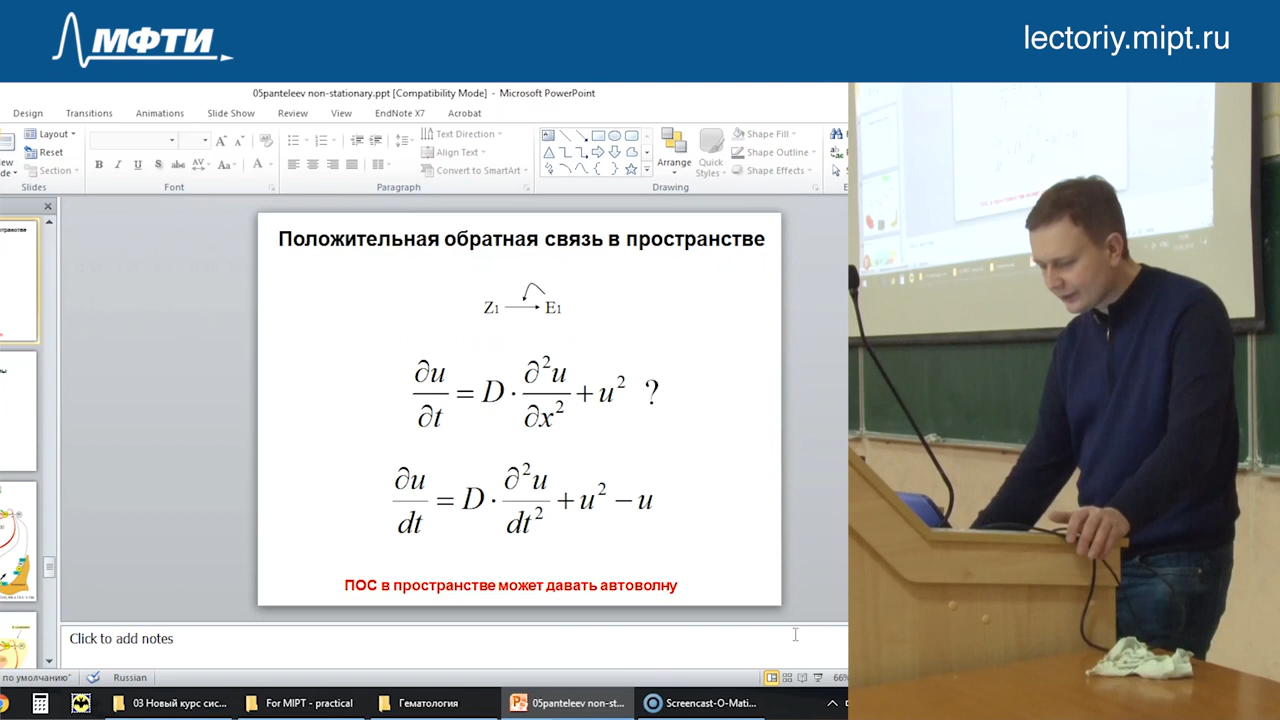 МФТИ
lectoriy.mipt.ru
05panteleev non-stationary.ppt [Compatibility Mode] - Microsoft PowerPoint
Design Transitions Animations Slide Show Review View EndNote X7 Acrobat
Layout
Reset
Section
Slides
Font
Text Direction
Align Text
Convert to SmartArt
Paragraph
Arrange
Quick Styles
Shape Fill
Shape Outline
Shape Effects
Drawing
Положительная обратная связь в пространстве
Z1 → E1
∂u/∂t = D · ∂²u/∂x² + u² ?
∂u/dt = D · ∂²u/dt² + u² − u
ПОС в пространстве может давать автоволну
Click to add notes
по умолчанию" Russian 66%
03 Новый курс сис... For MIPT - practical Гематология 05panteleev non-st... Screencast-O-Mati...